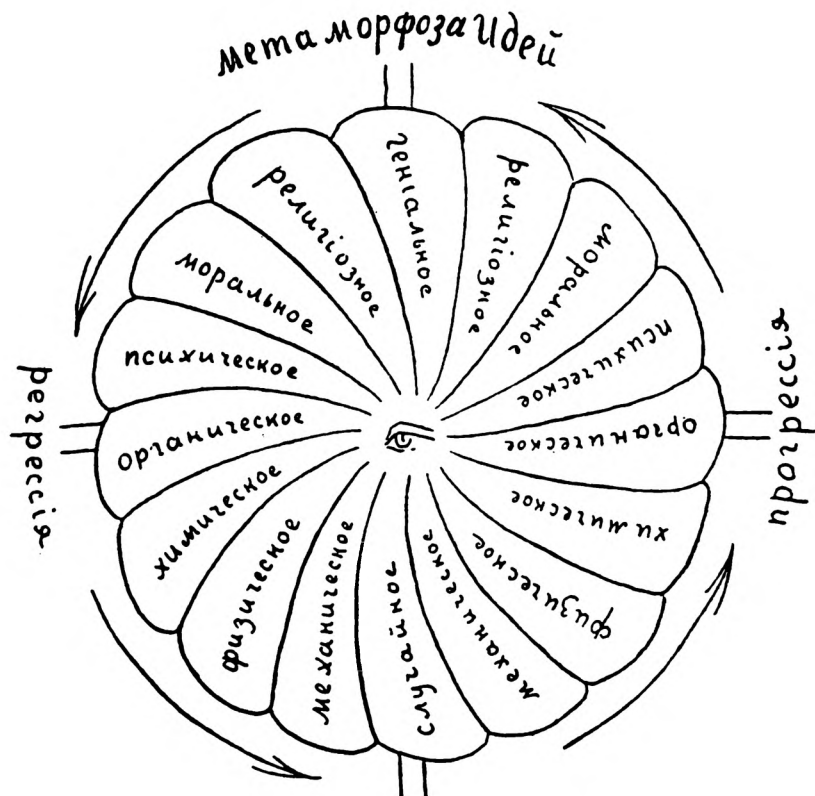 метаморфоза идей
геніальное
религіозное
моральное
психическое
органическое
химическое
физическое
механическое
случайное
механическое
физическое
химическое
органическое
психическое
моральное
религіозное
прогрессія
регрессія